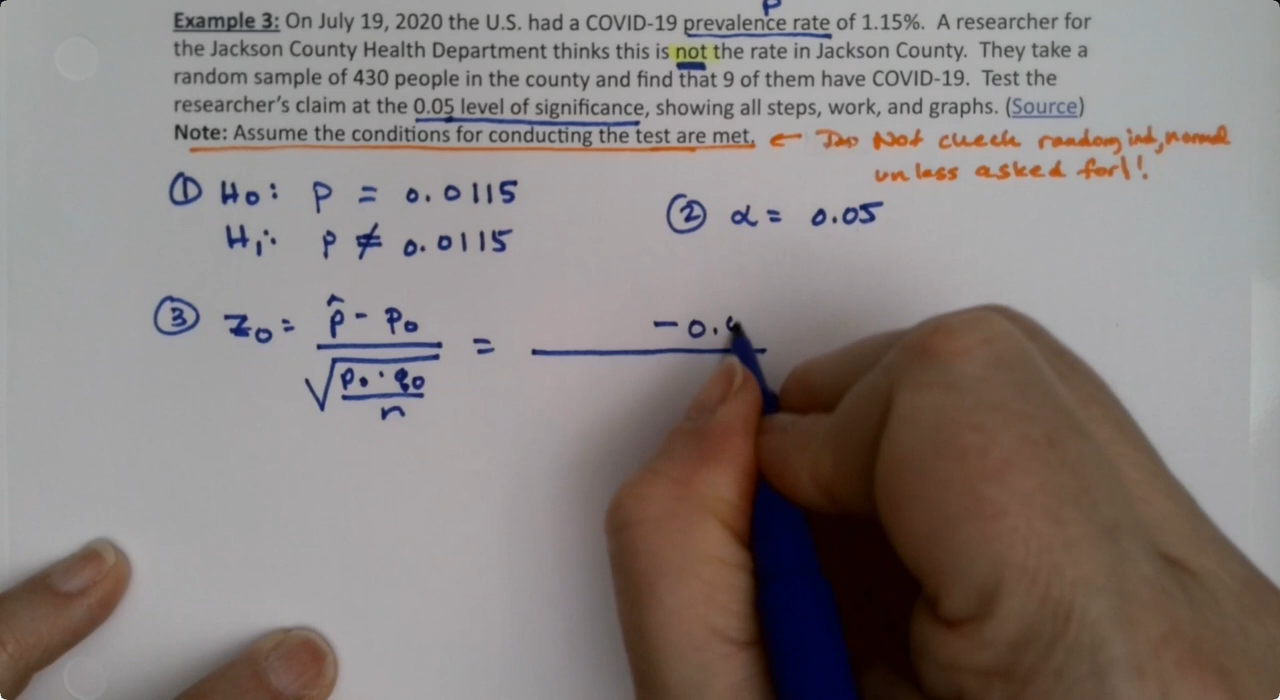 P
Example 3: On July 19, 2020 the U.S. had a COVID-19 prevalence rate of 1.15%. A researcher for
the Jackson County Health Department thinks this is not the rate in Jackson County. They take a
random sample of 430 people in the county and find that 9 of them have COVID-19. Test the
researcher's claim at the 0.05 level of significance, showing all steps, work, and graphs. (Source)
Note: Assume the conditions for conducting the test are met. ← Do Not check random, ind, normal
unless asked for!!
① H₀: p = 0.0115
H₁: p ≠ 0.0115
② α = 0.05
③ Z₀ = p̂ - p₀ / √(p₀ · q₀ / n) = - 0.